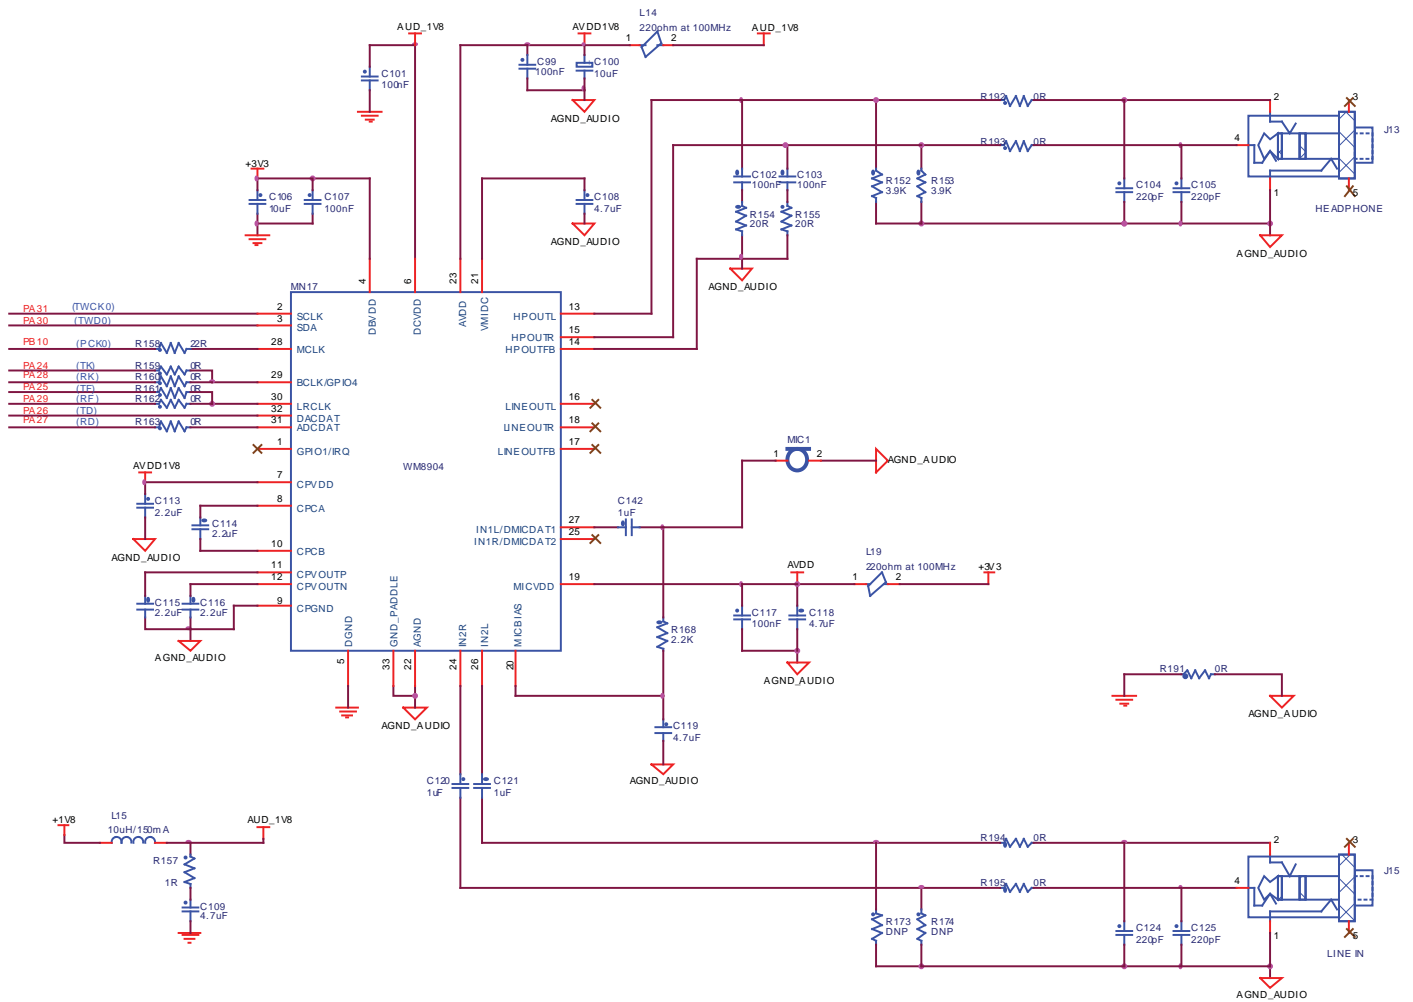 L14
220ohm at 100MHz
AUD_1V8
AVDD1V8
AUD_1V8
1
2
C101
100nF
C99
100nF
C100
10uF
AGND_AUDIO
R192
0R
2
3
J13
R193
0R
4
+3V3
C106
10uF
C107
100nF
C108
4.7uF
AGND_AUDIO
C102
100nF
C103
100nF
R152
3.9K
R153
3.9K
C104
220pF
C105
220pF
1
5
HEADPHONE
R154
20R
R155
20R
AGND_AUDIO
AGND_AUDIO
4
6
23
21
MN17
DBVDD
DCVDD
AVDD
VMIDC
PA31
(TWCK0)
2
SCLK
PA30
(TWD0)
3
SDA
PB10
(PCK0)
R158
22R
28
MCLK
PA24
(TK)
R159
0R
PA28
(RK)
R160
0R
29
BCLK/GPIO4
PA25
(TF)
R161
0R
PA29
(RF)
R162
0R
30
LRCLK
PA26
(TD)
32
DACDAT
PA27
(RD)
R163
0R
31
ADCDAT
1
GPIO1/IRQ
HPOUTL
13
HPOUTR
15
HPOUTFB
14
LINEOUTL
16
LINEOUTR
18
LINEOUTFB
17
WM8904
MIC1
1
2
AGND_AUDIO
AVDD1V8
7
CPVDD
C113
2.2uF
8
CPCA
C114
2.2uF
AGND_AUDIO
10
CPCB
11
CPVOUTP
12
CPVOUTN
9
CPGND
C115
2.2uF
C116
2.2uF
AGND_AUDIO
C142
1uF
IN1L/DMICDAT1
27
IN1R/DMICDAT2
25
MICVDD
19
AVDD
L19
220ohm at 100MHz
1
2
+3V3
C117
100nF
C118
4.7uF
AGND_AUDIO
R168
2.2K
DGND
GND_PADDLE
AGND
IN2R
IN2L
MICBIAS
5
33
22
24
26
20
AGND_AUDIO
C119
4.7uF
AGND_AUDIO
R191
0R
AGND_AUDIO
C120
1uF
C121
1uF
+1V8
L15
10uH/150mA
AUD_1V8
R157
1R
C109
4.7uF
R194
0R
2
3
J15
R195
0R
4
R173
DNP
R174
DNP
C124
220pF
C125
220pF
1
5
LINE IN
AGND_AUDIO